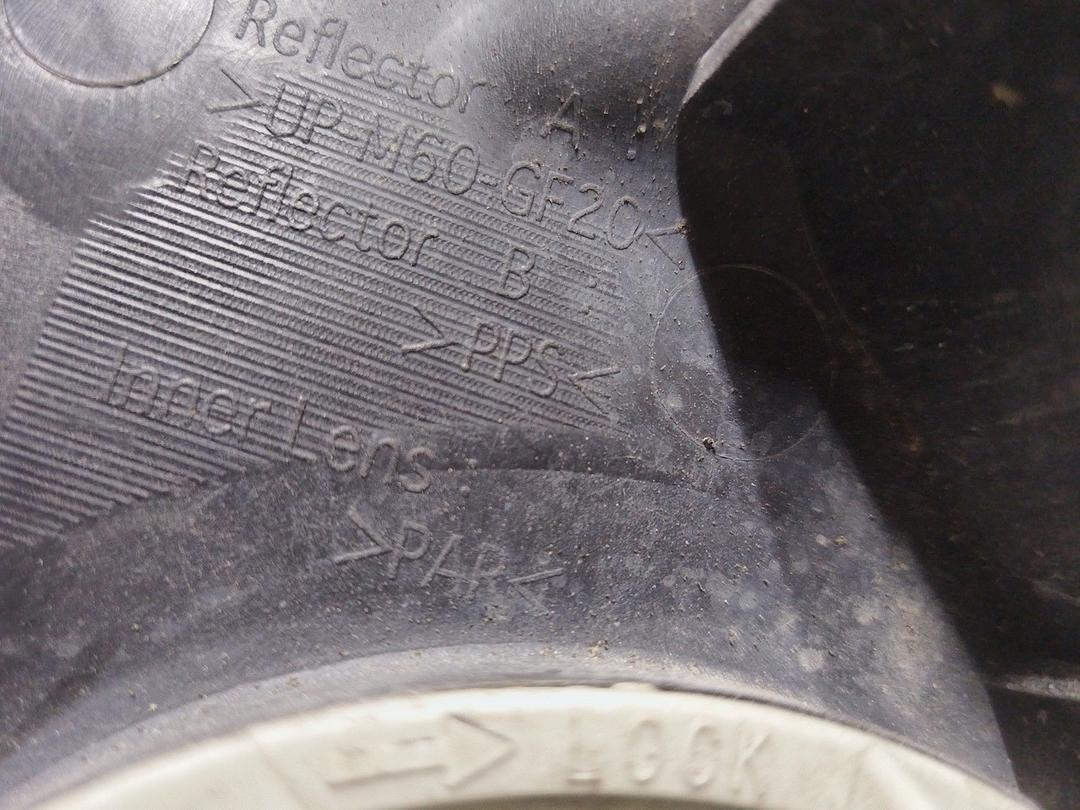 Reflector A
>UP-M60-GF20<
Reflector B
>PPS<
Inner Lens
>PAR<
LOCK